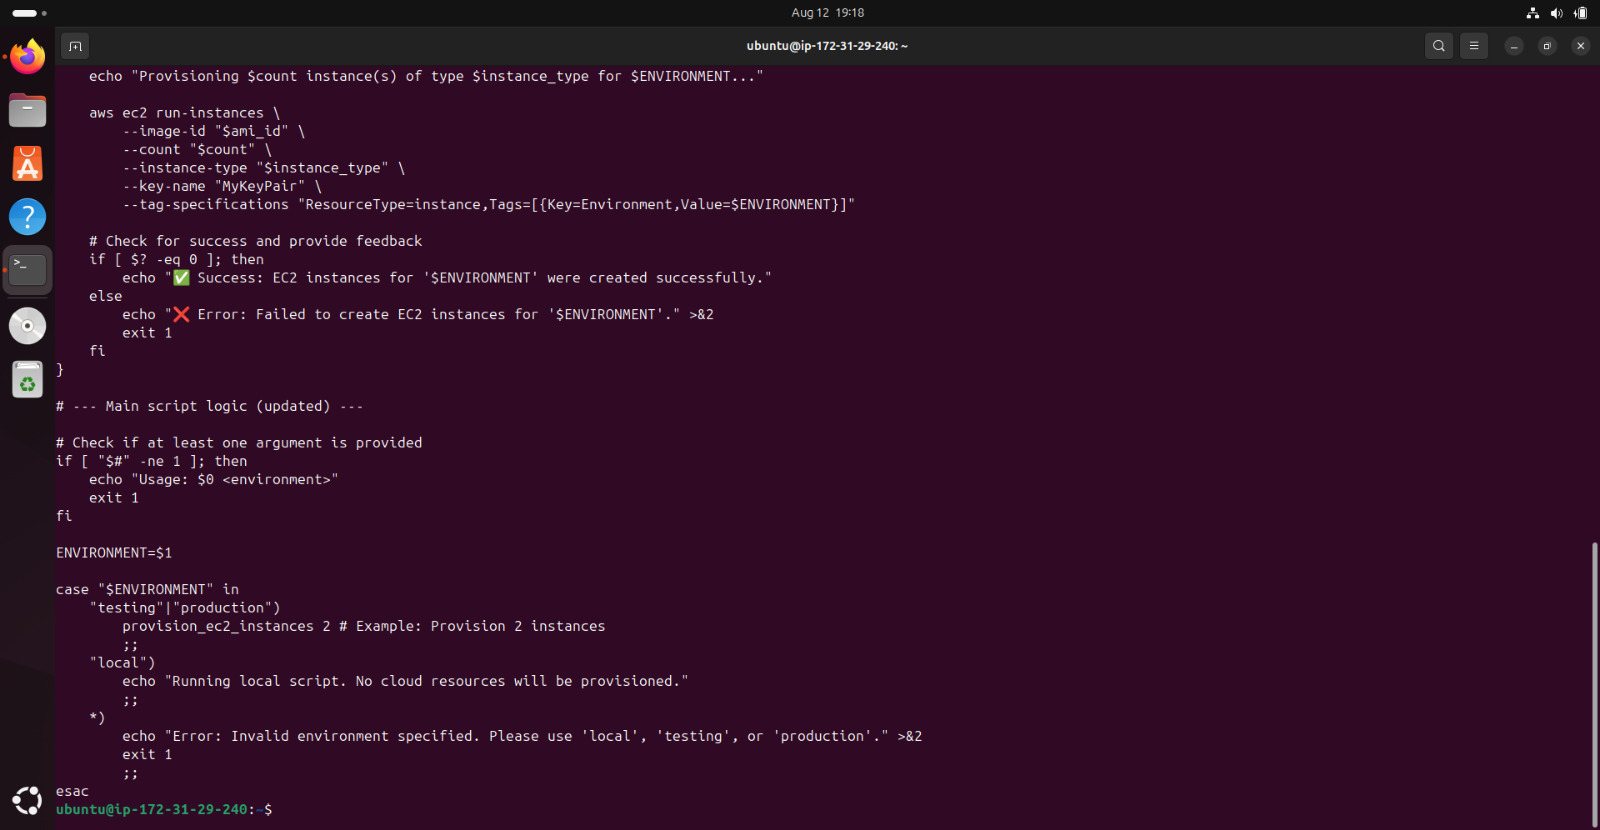 Aug 12 19:18
ubuntu@ip-172-31-29-240: ~
    echo "Provisioning $count instance(s) of type $instance_type for $ENVIRONMENT..."

    aws ec2 run-instances \
        --image-id "$ami_id" \
        --count "$count" \
        --instance-type "$instance_type" \
        --key-name "MyKeyPair" \
        --tag-specifications "ResourceType=instance,Tags=[{Key=Environment,Value=$ENVIRONMENT}]"

    # Check for success and provide feedback
    if [ $? -eq 0 ]; then
        echo "✅ Success: EC2 instances for '$ENVIRONMENT' were created successfully."
    else
        echo "❌ Error: Failed to create EC2 instances for '$ENVIRONMENT'." >&2
        exit 1
    fi
}

# --- Main script logic (updated) ---

# Check if at least one argument is provided
if [ "$#" -ne 1 ]; then
    echo "Usage: $0 <environment>"
    exit 1
fi

ENVIRONMENT=$1

case "$ENVIRONMENT" in
    "testing"|"production")
        provision_ec2_instances 2 # Example: Provision 2 instances
        ;;
    "local")
        echo "Running local script. No cloud resources will be provisioned."
        ;;
    *)
        echo "Error: Invalid environment specified. Please use 'local', 'testing', or 'production'." >&2
        exit 1
        ;;
esac
ubuntu@ip-172-31-29-240:~$